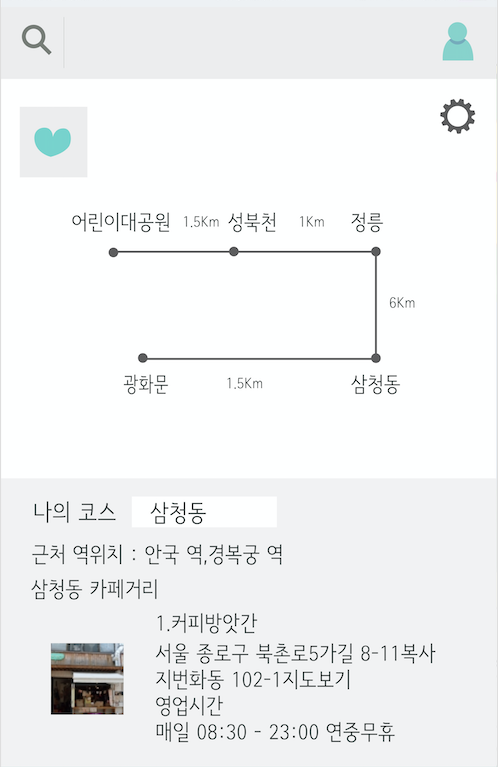 어린이대공원 1.5Km 성북천 1Km 정릉
6Km
광화문 1.5Km 삼청동
나의 코스 삼청동
근처 역위치 : 안국 역,경복궁 역
삼청동 카페거리
1.커피방앗간
서울 종로구 북촌로5가길 8-11복사
지번화동 102-1지도보기
영업시간
매일 08:30 - 23:00 연중무휴